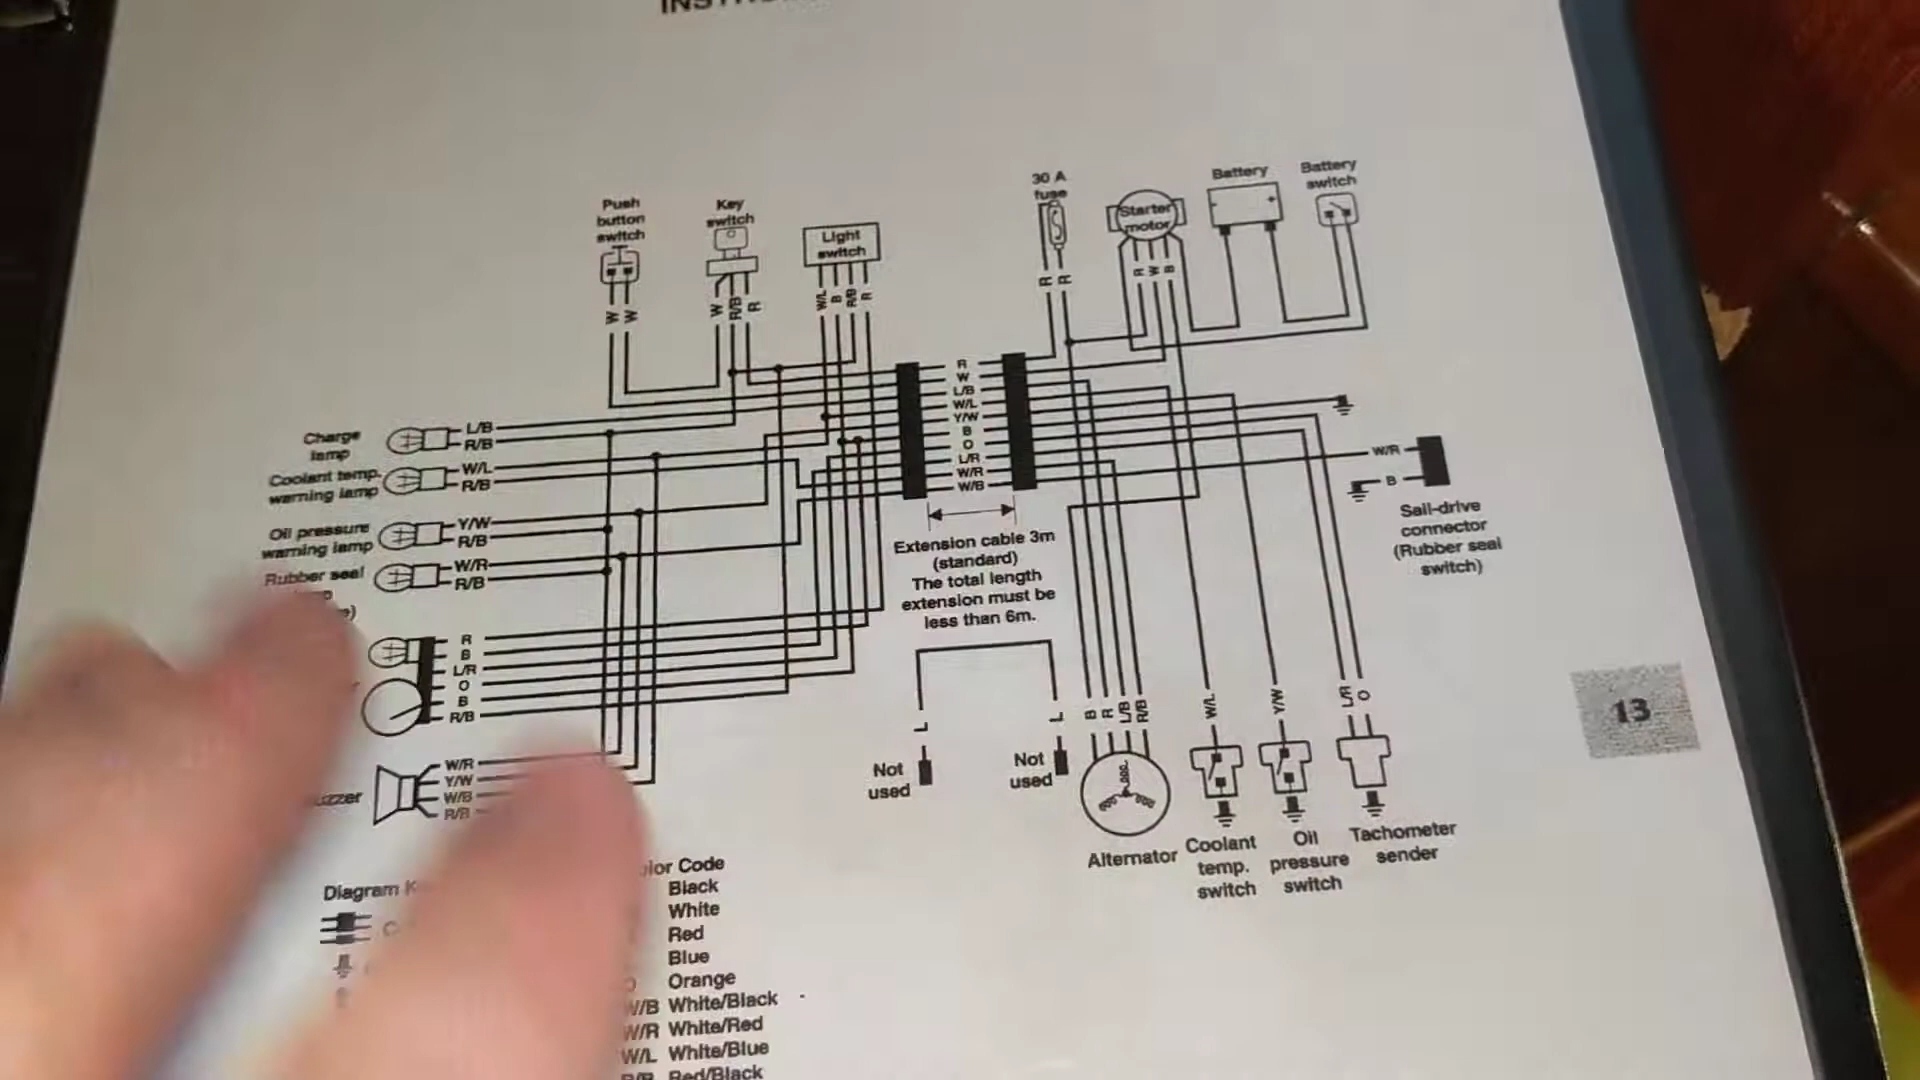 30 A
fuse
Battery
Battery
switch
Push
button
switch
Key
switch
Light
switch
Starter
motor
R R
R W B
W W
W R/B R
W/L B R/B R
R
W
L/B
W/L
Y/W
B
O
L/R
W/R
W/B
Charge
lamp
L/B
R/B
Coolant temp.
warning lamp
W/L
R/B
Oil pressure
warning lamp
Y/W
R/B
Rubber seal
W/R
R/B
R
B
L/R
O
B
R/B
W/R
Y/W
W/B
R/B
W/R
B
Sail-drive
connector
(Rubber seal
switch)
Extension cable 3m
(standard)
The total length
extension must be
less than 6m.
L
L
Not
used
Not
used
B R L/B R/B
W/L
Y/W
L/R O
Alternator
Coolant
temp.
switch
Oil
pressure
switch
Tachometer
sender
13
Diagram
Code
Black
White
Red
Blue
Orange
W/B White/Black
W/R White/Red
W/L White/Blue
R/B Red/Black